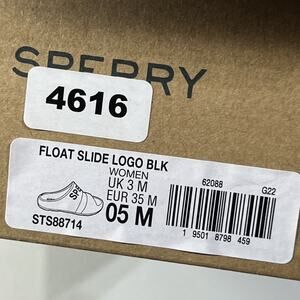 SPERRY
4616
FLOAT SLIDE LOGO BLK
WOMEN
UK 3 M
EUR 35 M
05 M
STS88714
62088 G22
1 9501 8798 459